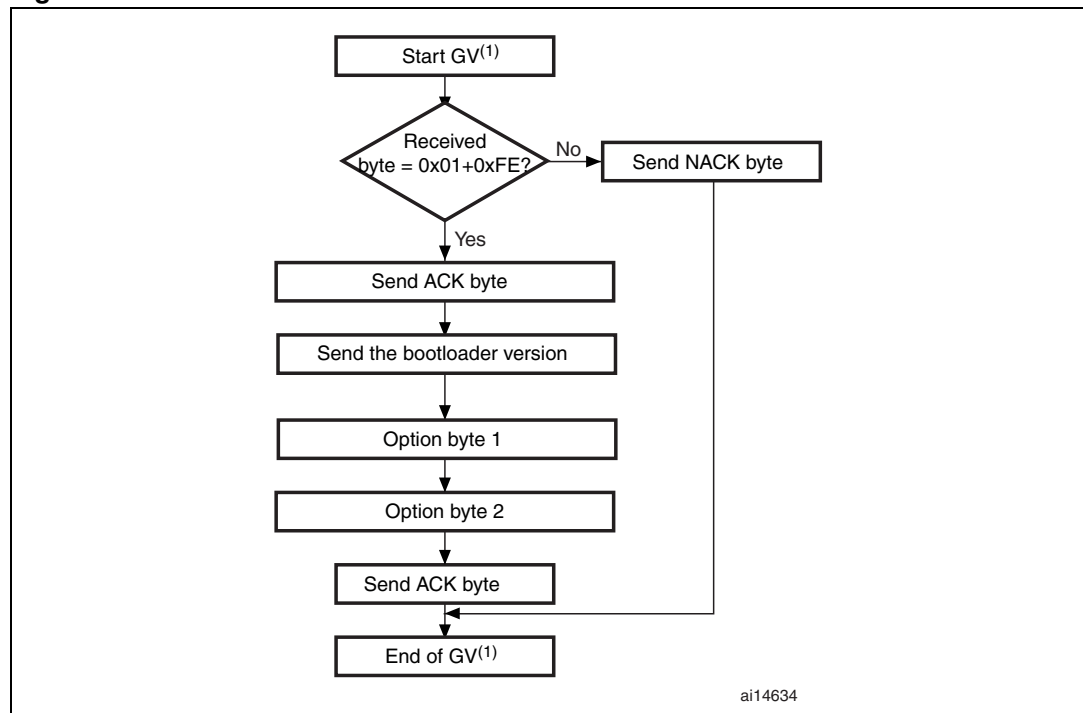 Start GV(1)
Received
byte = 0x01+0xFE?
No
Send NACK byte
Yes
Send ACK byte
Send the bootloader version
Option byte 1
Option byte 2
Send ACK byte
End of GV(1)
ai14634